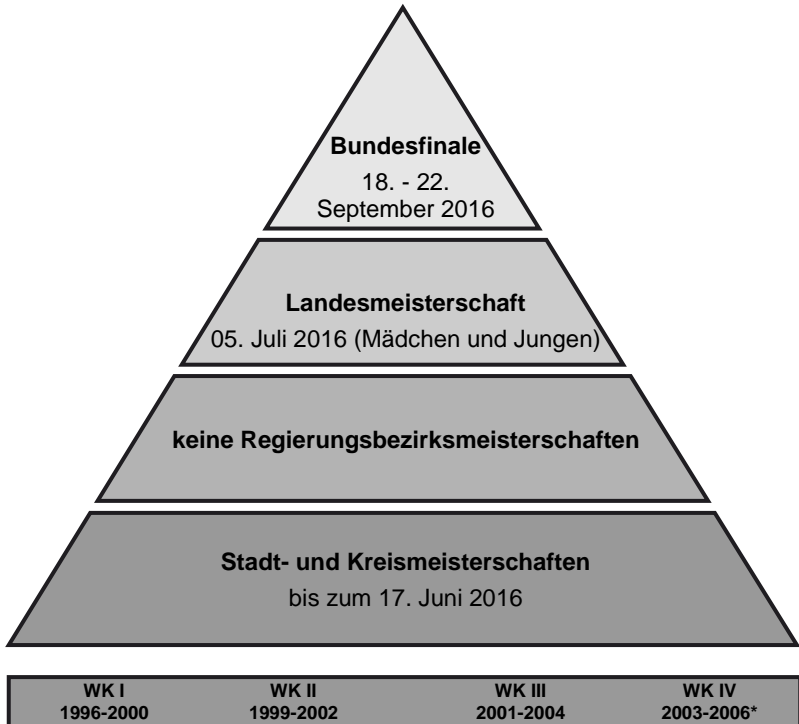 Bundesfinale
18. - 22.
September 2016
Landesmeisterschaft
05. Juli 2016 (Mädchen und Jungen)
keine Regierungsbezirksmeisterschaften
Stadt- und Kreismeisterschaften
bis zum 17. Juni 2016
WK I WK II WK III WK IV
1996-2000 1999-2002 2001-2004 2003-2006*